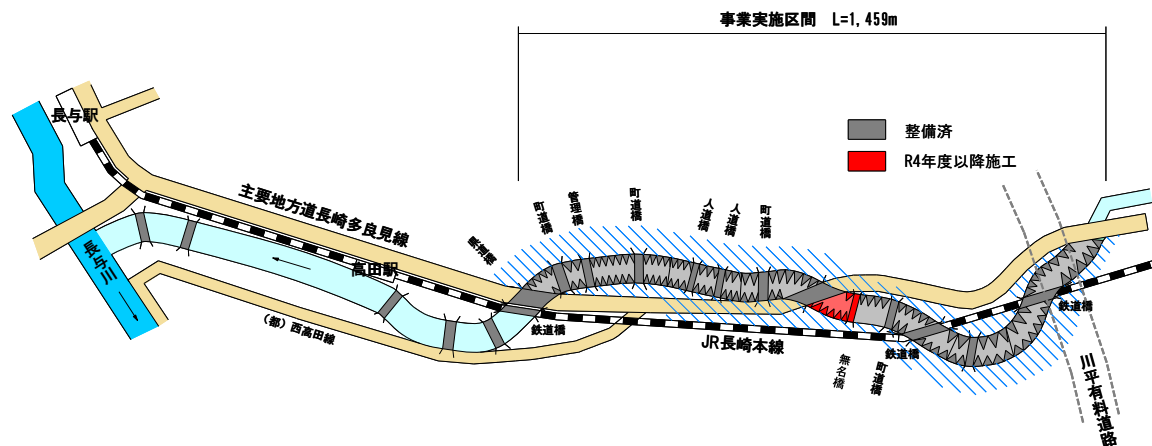 事業実施区間 L=1,459m
整備済
R4年度以降施工
長与駅
主要地方道長崎多良見線
長与川
高田駅
(都)西高田線
県道橋
町道橋
管理橋
町道橋
人道橋
人道橋
町道橋
鉄道橋
JR長崎本線
無名橋
町道橋
鉄道橋
鉄道橋
川平有料道路